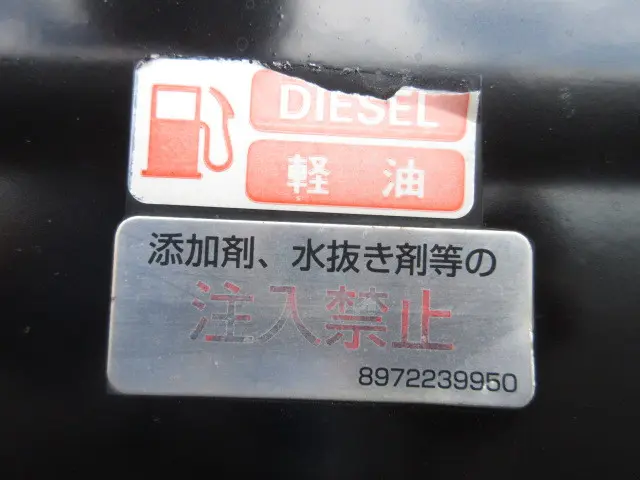 DIESEL
軽油
添加剤、水抜き剤等の
注入禁止
8972239950